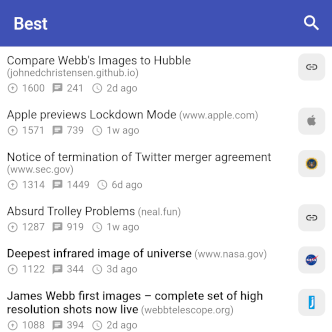 Best
Compare Webb's Images to Hubble
(johnedchristensen.github.io)
1600 241 2d ago
Apple previews Lockdown Mode (www.apple.com)
1571 739 1w ago
Notice of termination of Twitter merger agreement
(www.sec.gov)
1314 1449 6d ago
Absurd Trolley Problems (neal.fun)
1287 919 1w ago
Deepest infrared image of universe (www.nasa.gov)
1122 344 3d ago
James Webb first images – complete set of high
resolution shots now live (webbtelescope.org)
1088 394 2d ago